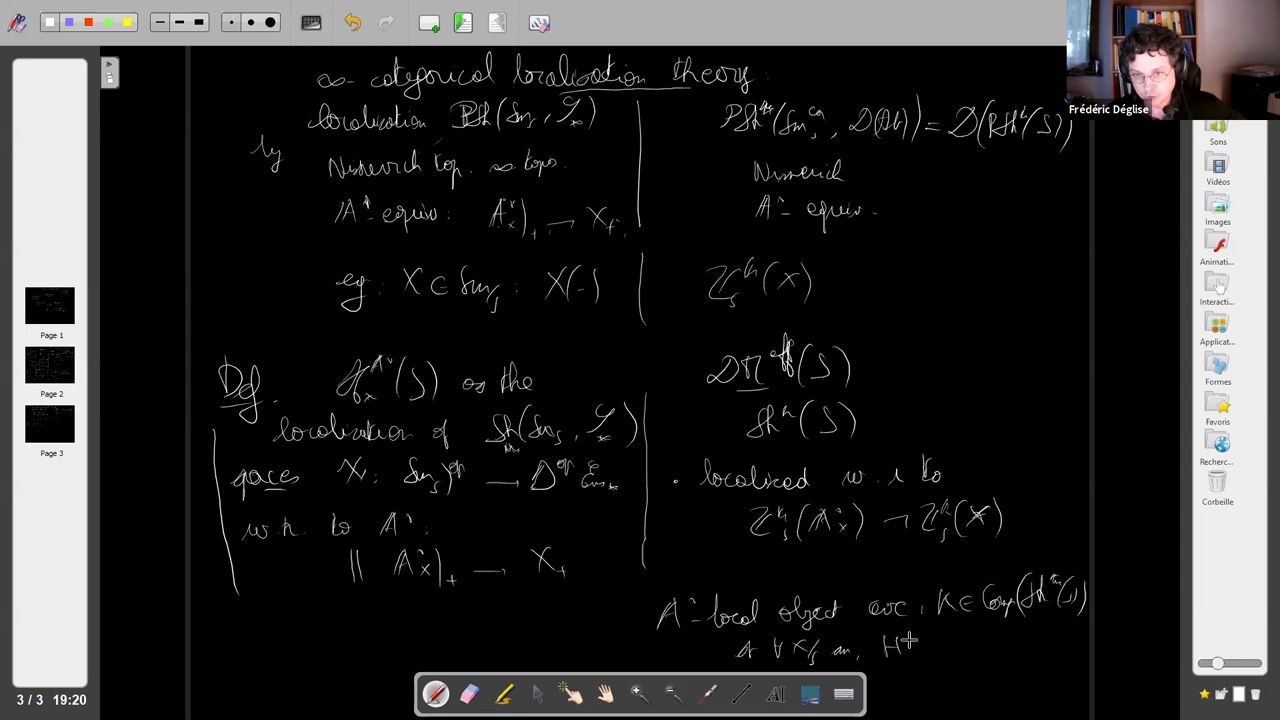 ∞-categorical localization theory:
localization PSh(Sm_S, 𝒮_*)
by Nisnevich top. ∞-topos.
A¹-equiv: A¹_X)_+ → X_+.
PSh^tr(Sm_S^cor, D(Ab)) = D(PSh^tr(S))
Nisnevich
A¹-equiv.
eg: X ∈ Sm_S X(-)
Z_S^tr(X)
Def. H_*^A¹(S) as the
localization of Sh(Sm_S, 𝒮_*)
spaces X: Sm_S)^op → Δ^op Ens_*
w.r. to A¹:
A¹_X)_+ → X_+
DM^eff(S)
Sh^tr(S)
. localized w.r to
Z_S^tr(A¹_X) → Z_S^tr(X)
A¹-local object K ∈ Comp(Sh^tr(S))
∀ X/S sm, H
Frédéric Déglise
Sons
Vidéos
Images
Animati...
Interacti...
Applicat...
Formes
Favoris
Recherc...
Corbeille
Page 1
Page 2
Page 3
3 / 3 19:20